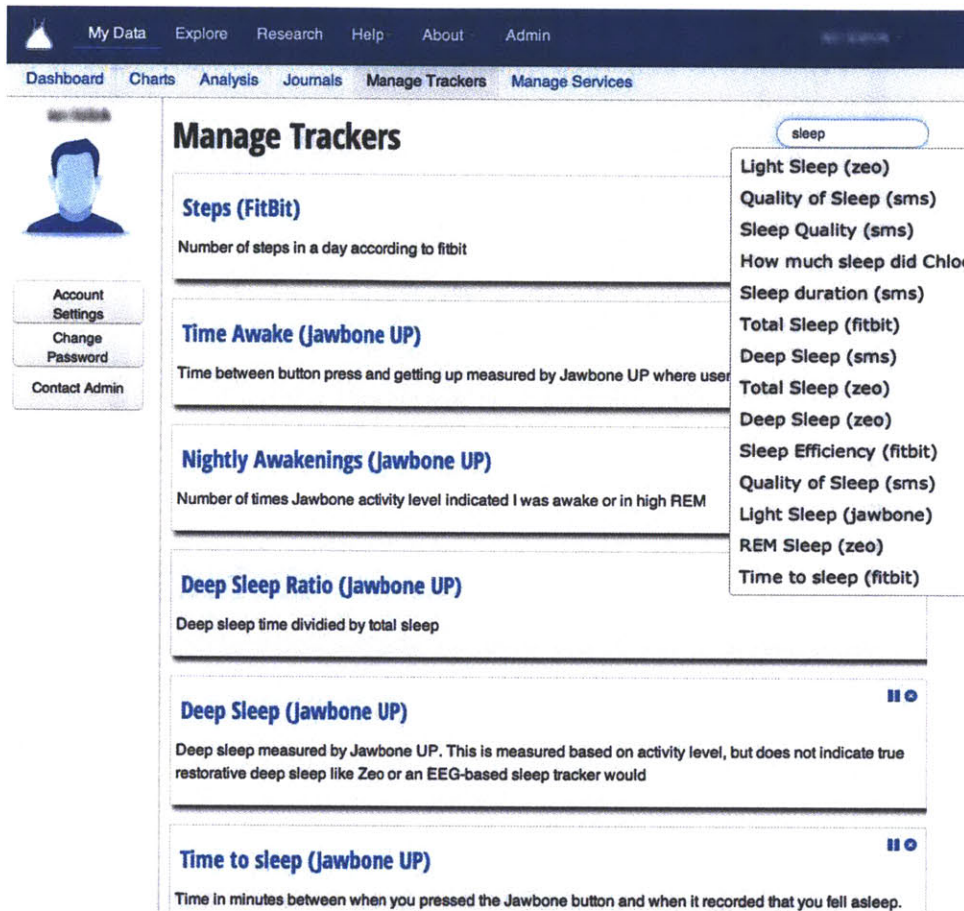 My Data Explore Research Help About Admin
Dashboard Charts Analysis Journals Manage Trackers Manage Services
Manage Trackers
sleep
Light Sleep (zeo)
Quality of Sleep (sms)
Sleep Quality (sms)
How much sleep did Chloe
Sleep duration (sms)
Total Sleep (fitbit)
Deep Sleep (sms)
Total Sleep (zeo)
Deep Sleep (zeo)
Sleep Efficiency (fitbit)
Quality of Sleep (sms)
Light Sleep (jawbone)
REM Sleep (zeo)
Time to sleep (fitbit)
Account
Settings
Change
Password
Contact Admin
Steps (FitBit)
Number of steps in a day according to fitbit
Time Awake (Jawbone UP)
Time between button press and getting up measured by Jawbone UP where user
Nightly Awakenings (Jawbone UP)
Number of times Jawbone activity level indicated I was awake or in high REM
Deep Sleep Ratio (Jawbone UP)
Deep sleep time dividied by total sleep
Deep Sleep (Jawbone UP)
Deep sleep measured by Jawbone UP. This is measured based on activity level, but does not indicate true
restorative deep sleep like Zeo or an EEG-based sleep tracker would
Time to sleep (Jawbone UP)
Time in minutes between when you pressed the Jawbone button and when it recorded that you fell asleep.